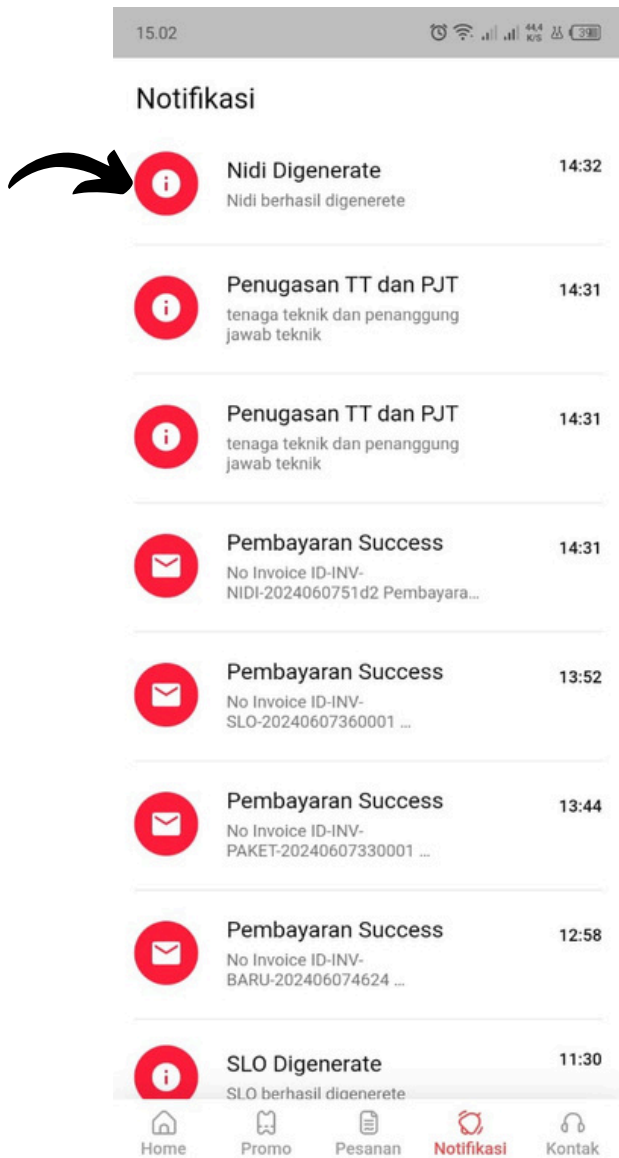 15.02
44,4
K/S
39
Notifikasi
Nidi Digenerate
14:32
Nidi berhasil digenerete
Penugasan TT dan PJT
14:31
tenaga teknik dan penanggung
jawab teknik
Penugasan TT dan PJT
14:31
tenaga teknik dan penanggung
jawab teknik
Pembayaran Success
14:31
No Invoice ID-INV-
NIDI-2024060751d2 Pembayara...
Pembayaran Success
13:52
No Invoice ID-INV-
SLO-20240607360001 ...
Pembayaran Success
13:44
No Invoice ID-INV-
PAKET-20240607330001 ...
Pembayaran Success
12:58
No Invoice ID-INV-
BARU-202406074624 ...
SLO Digenerate
11:30
SLO berhasil digenerete
Home
Promo
Pesanan
Notifikasi
Kontak